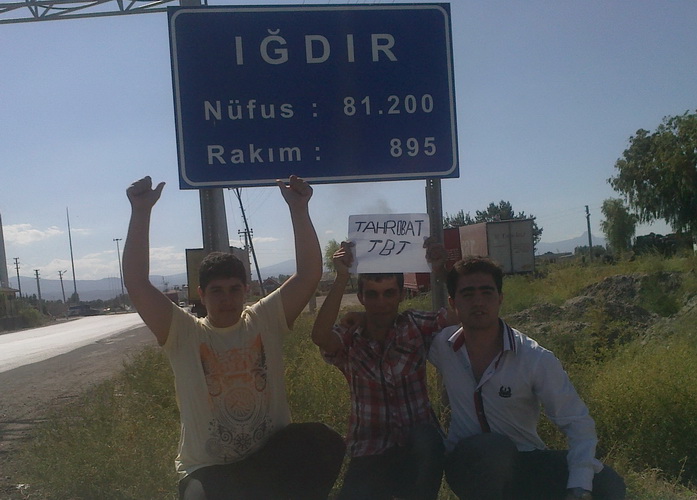 IĞDIR
Nüfus : 81.200
Rakım : 895
TAHRİBAT
TBT